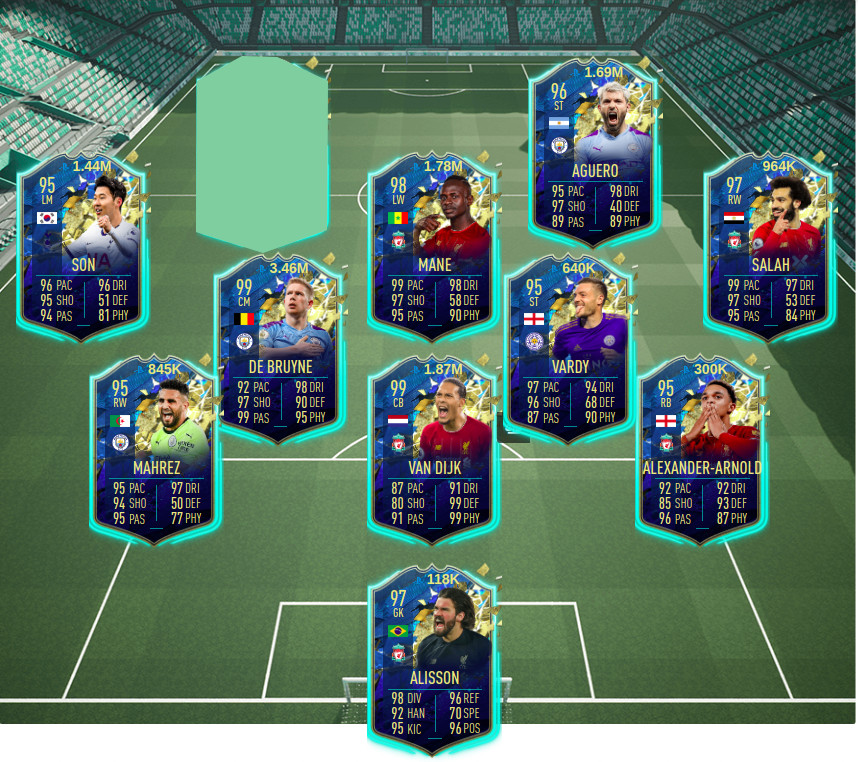 1.69M
96
ST
AGUERO
95 PAC 98 DRI
97 SHO 40 DEF
89 PAS 89 PHY
1.44M
95
LM
SON
96 PAC 96 DRI
95 SHO 51 DEF
94 PAS 81 PHY
1.78M
98
LW
MANE
99 PAC 98 DRI
97 SHO 58 DEF
95 PAS 90 PHY
964K
97
RW
SALAH
99 PAC 97 DRI
97 SHO 53 DEF
95 PAS 84 PHY
3.46M
99
CM
DE BRUYNE
92 PAC 98 DRI
97 SHO 90 DEF
99 PAS 95 PHY
640K
95
ST
VARDY
97 PAC 94 DRI
96 SHO 68 DEF
87 PAS 90 PHY
845K
95
RW
MAHREZ
95 PAC 97 DRI
94 SHO 50 DEF
95 PAS 77 PHY
1.87M
99
CB
VAN DIJK
87 PAC 91 DRI
80 SHO 99 DEF
91 PAS 99 PHY
300K
95
RB
ALEXANDER-ARNOLD
92 PAC 92 DRI
85 SHO 93 DEF
96 PAS 87 PHY
118K
97
GK
ALISSON
98 DIV 96 REF
92 HAN 70 SPE
95 KIC 96 POS